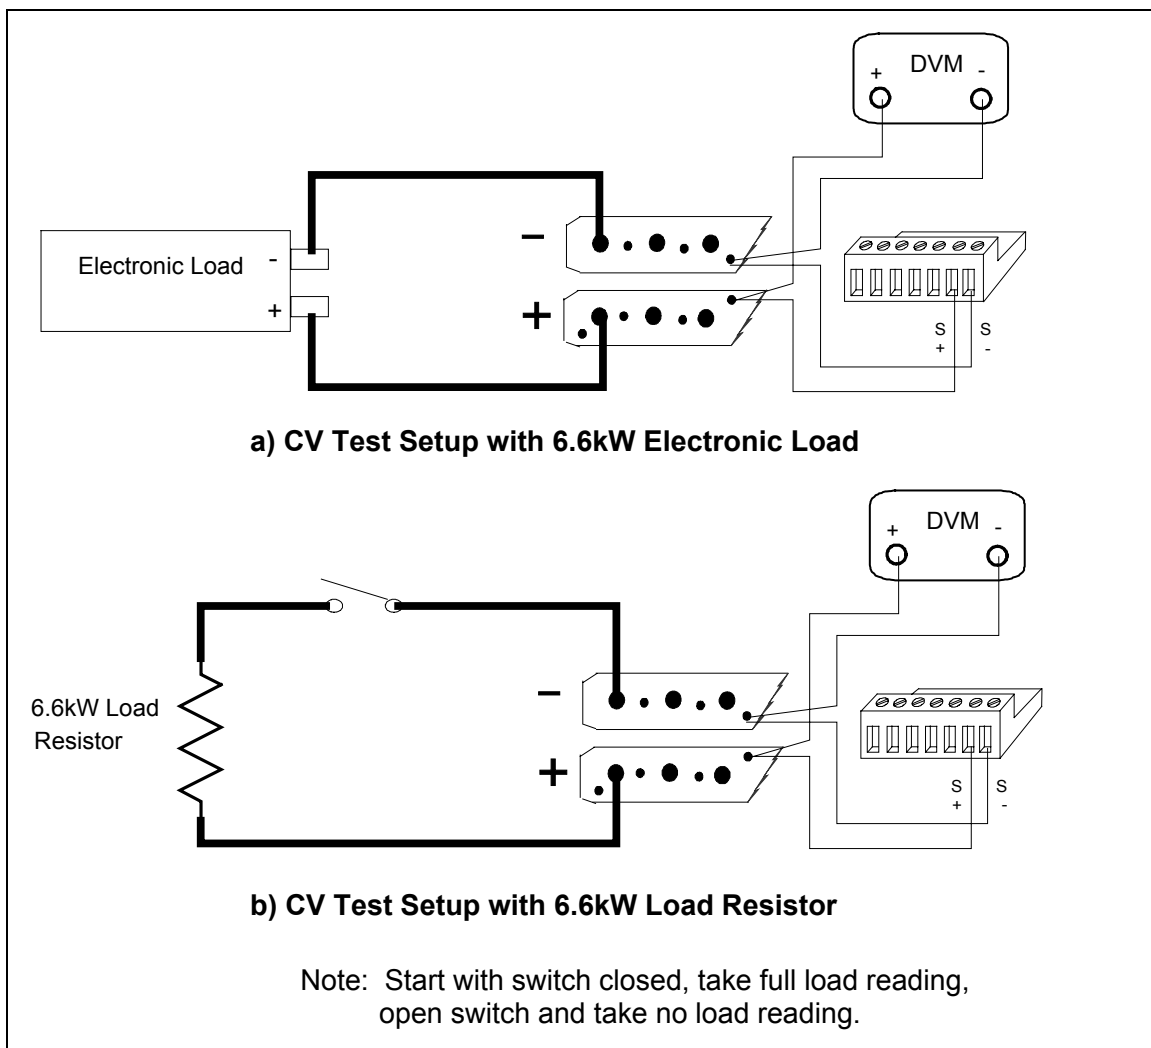 DVM
+ -
Electronic Load
-
+
−
+
S S
+ -
a) CV Test Setup with 6.6kW Electronic Load
DVM
+ -
6.6kW Load
Resistor
−
+
S S
+ -
b) CV Test Setup with 6.6kW Load Resistor
Note: Start with switch closed, take full load reading,
open switch and take no load reading.